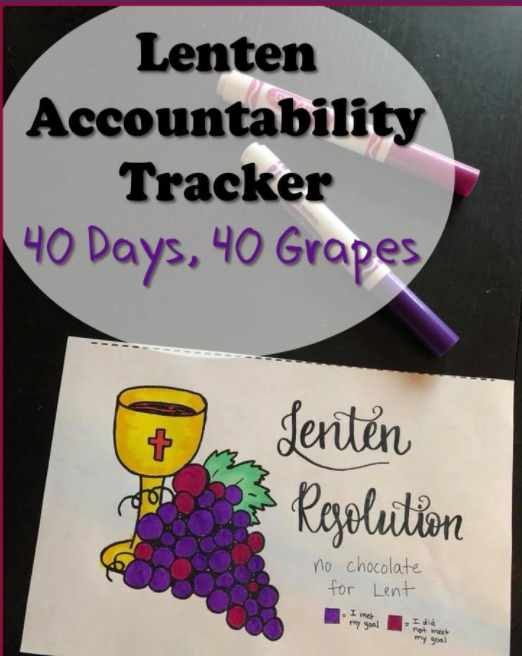 Lenten
Accountability
Tracker
40 Days, 40 Grapes
Lenten
Resolution
no chocolate
for Lent
= I met
my goal
= I did
not meet
my goal